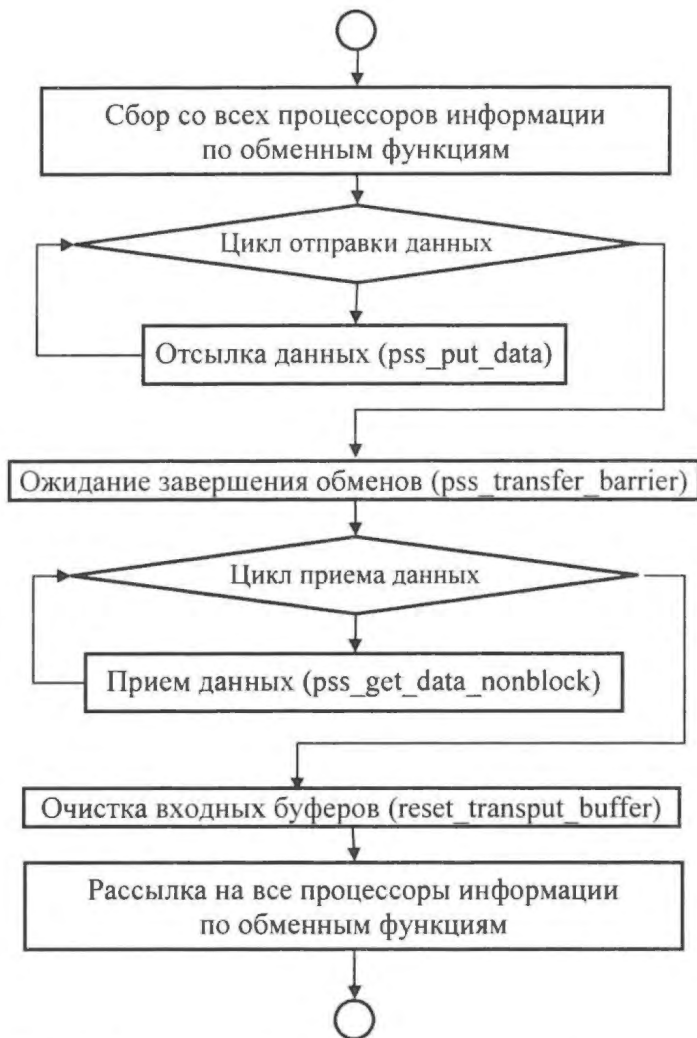 Сбор со всех процессоров информации
по обменным функциям
Цикл отправки данных
Отсылка данных (pss_put_data)
Ожидание завершения обменов (pss_transfer_barrier)
Цикл приема данных
Прием данных (pss_get_data_nonblock)
Очистка входных буферов (reset_transput_buffer)
Рассылка на все процессоры информации
по обменным функциям